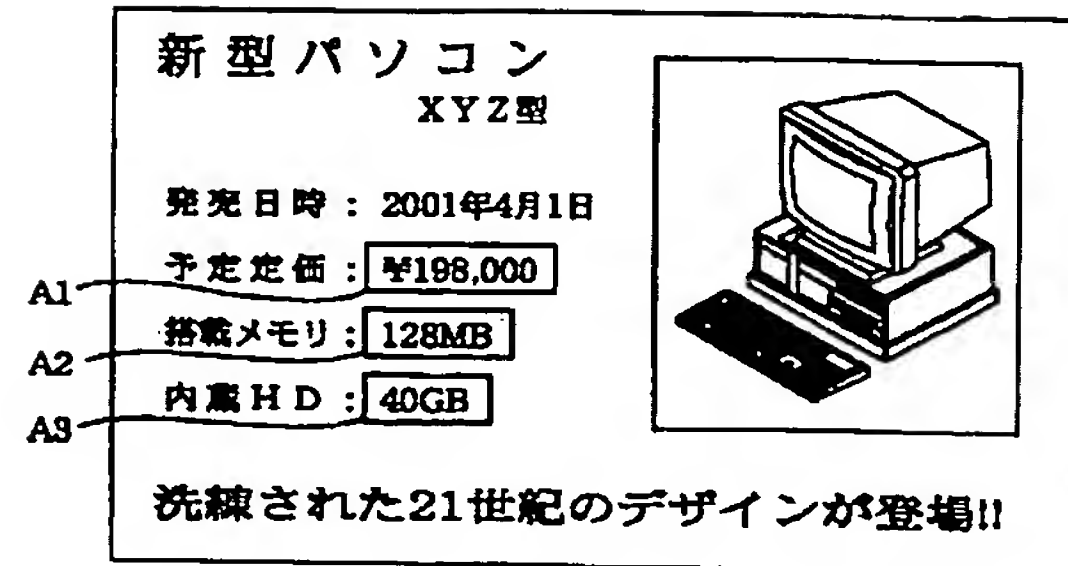 新型パソコン
XYZ型
発売日時：2001年4月1日
A1 予定定価：¥198,000
A2 搭載メモリ：128MB
A3 内蔵HD：40GB
洗練された21世紀のデザインが登場!!